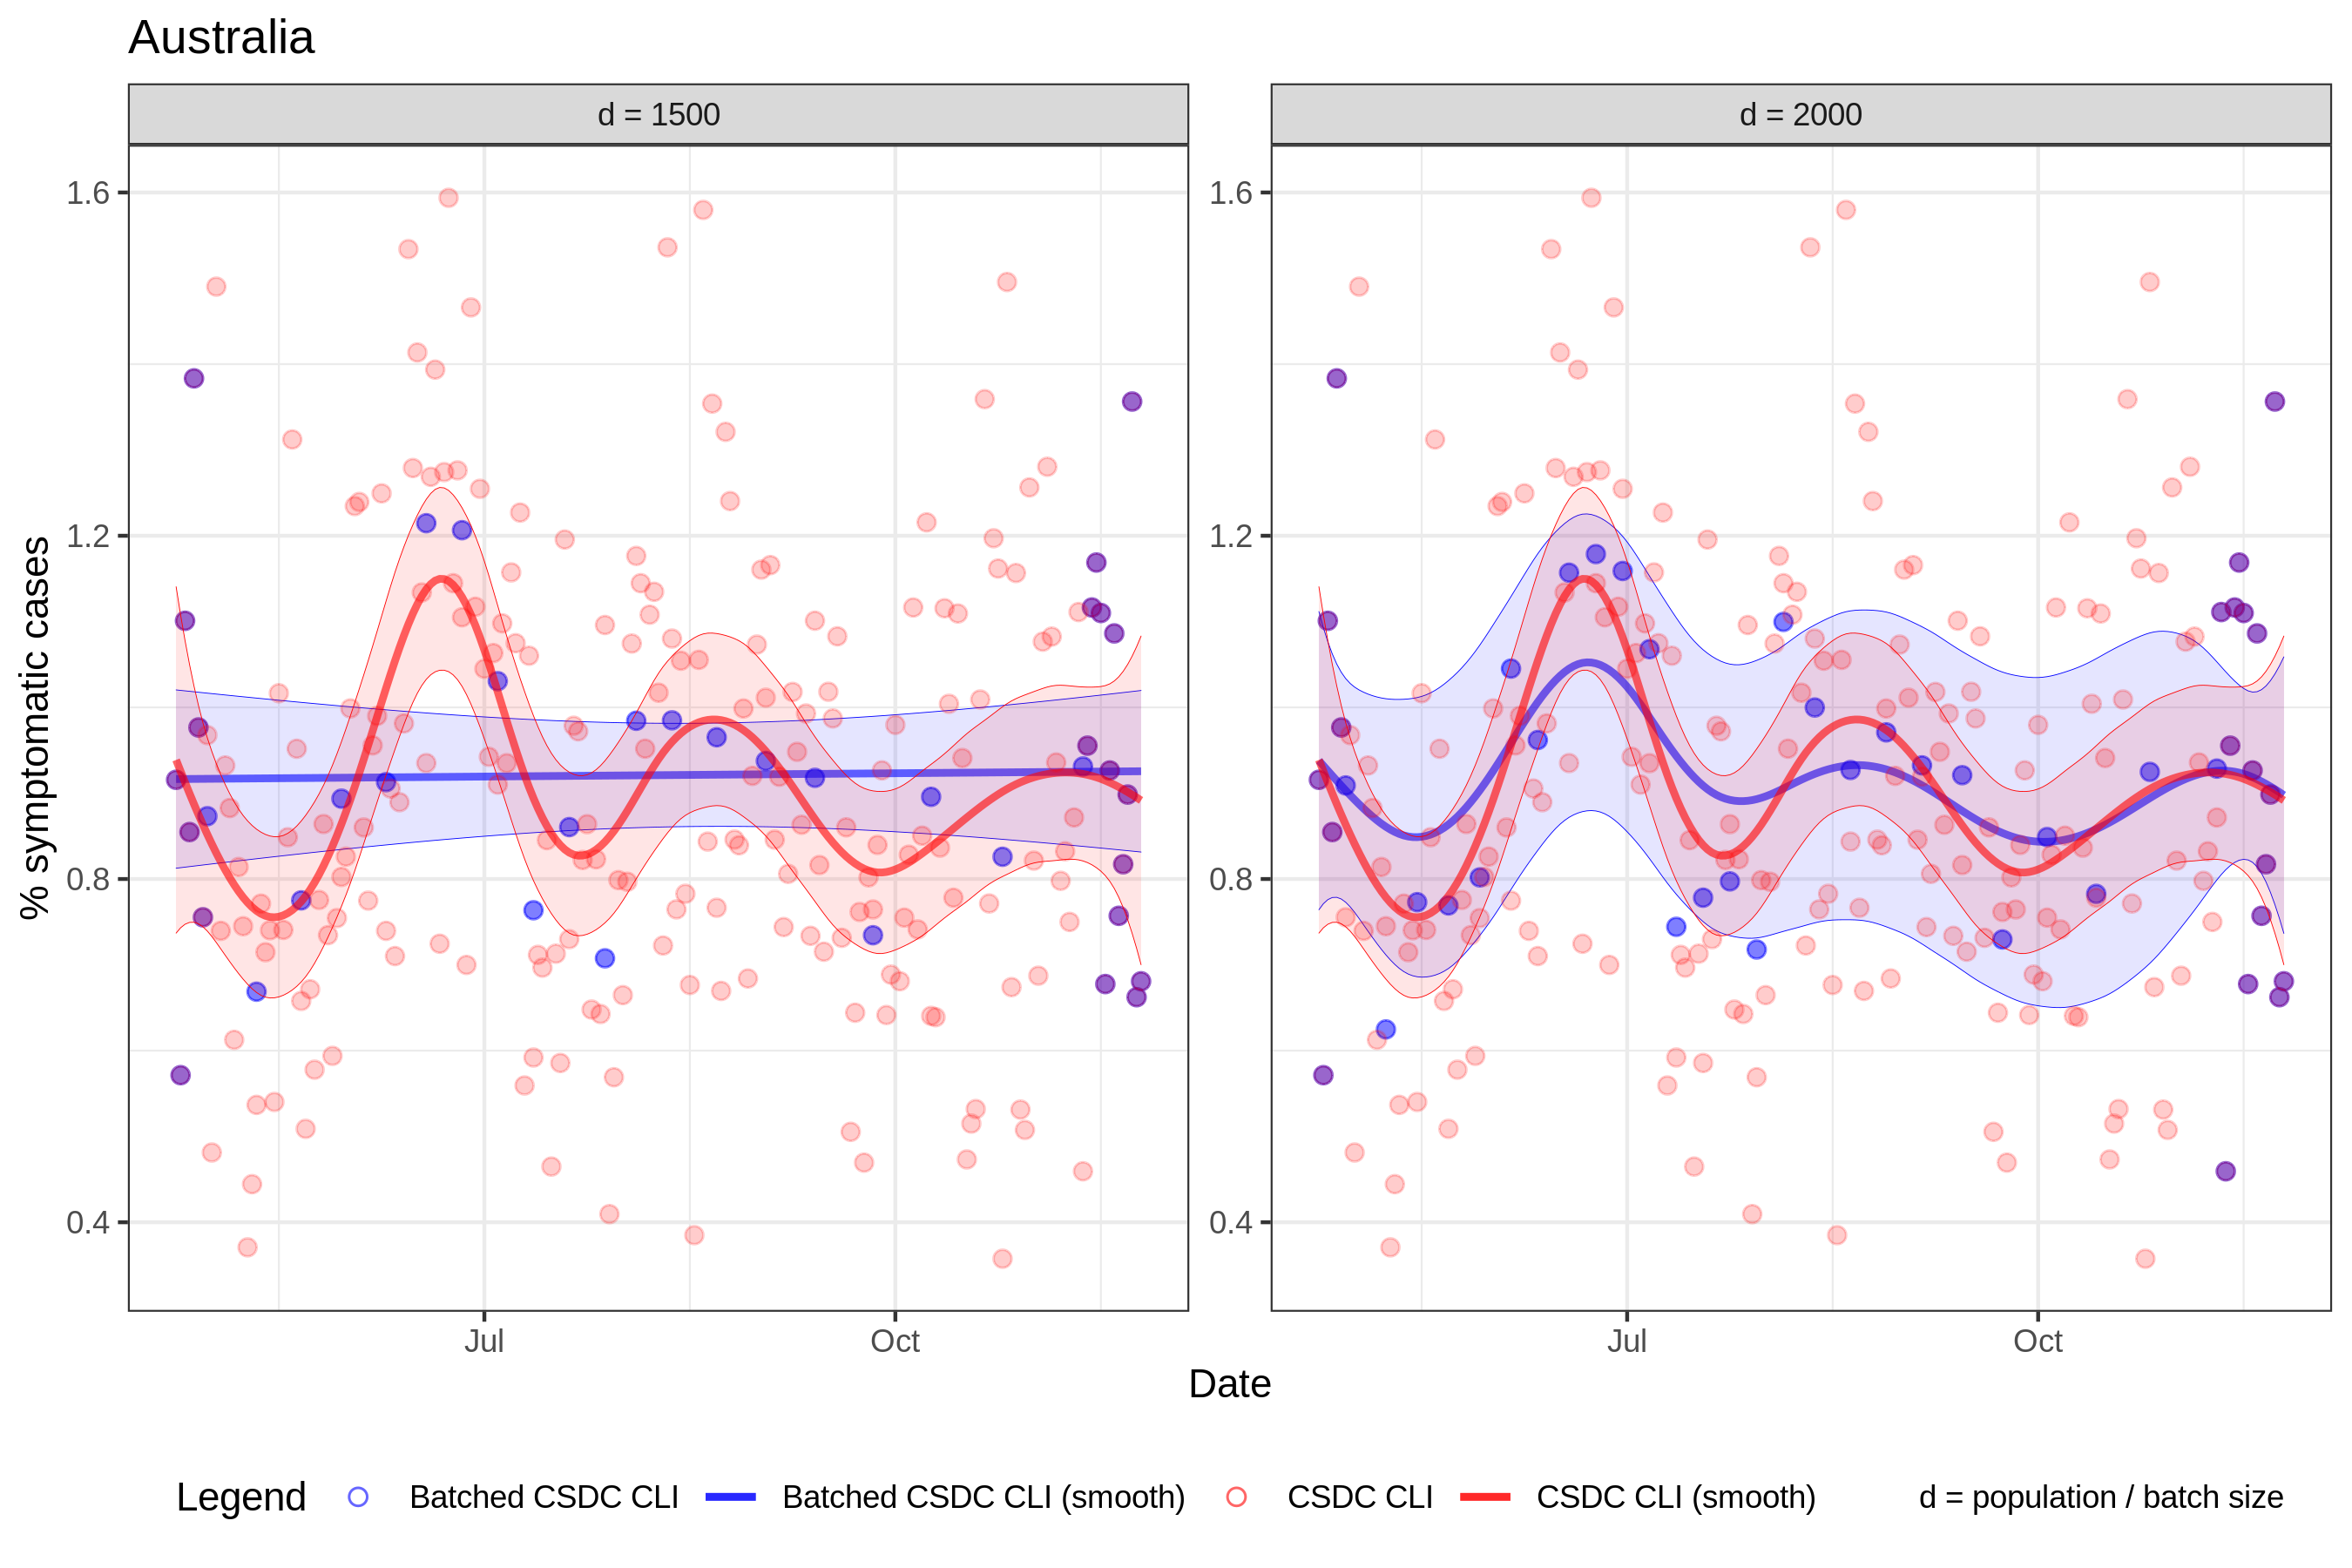 Australia
d = 1500
d = 2000
% symptomatic cases
1.6
1.2
0.8
0.4
1.6
1.2
0.8
0.4
Jul
Oct
Jul
Oct
Date
Legend
Batched CSDC CLI
Batched CSDC CLI (smooth)
CSDC CLI
CSDC CLI (smooth)
d = population / batch size